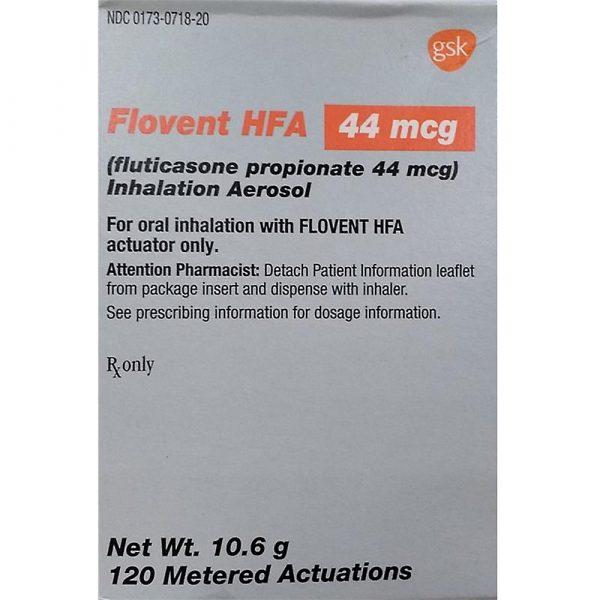 NDC 0173-0718-20
gsk
Flovent HFA 44 mcg
(fluticasone propionate 44 mcg)
Inhalation Aerosol
For oral inhalation with FLOVENT HFA
actuator only.
Attention Pharmacist: Detach Patient Information leaflet
from package insert and dispense with inhaler.
See prescribing information for dosage information.
Rx only
Net Wt. 10.6 g
120 Metered Actuations